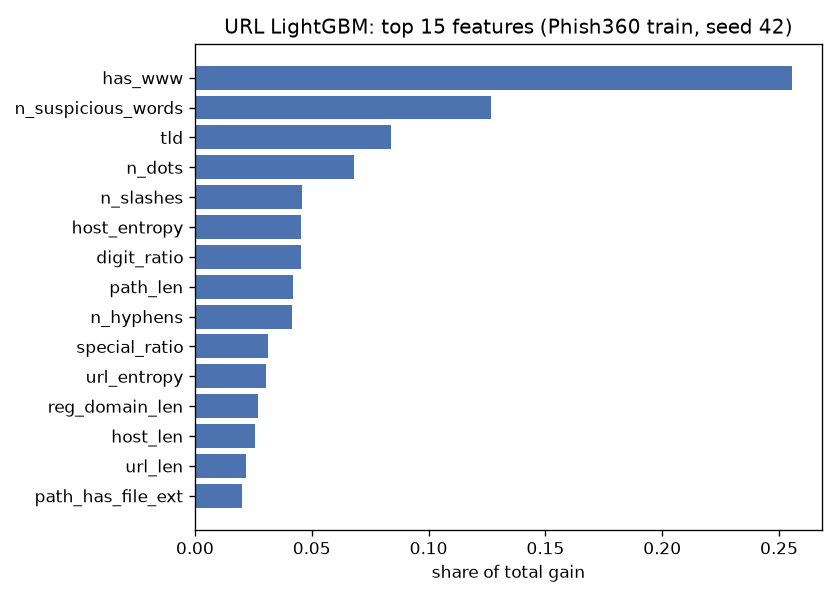 URL LightGBM: top 15 features (Phish360 train, seed 42)
has_www
n_suspicious_words
tld
n_dots
n_slashes
host_entropy
digit_ratio
path_len
n_hyphens
special_ratio
url_entropy
reg_domain_len
host_len
url_len
path_has_file_ext
0.00 0.05 0.10 0.15 0.20 0.25
share of total gain